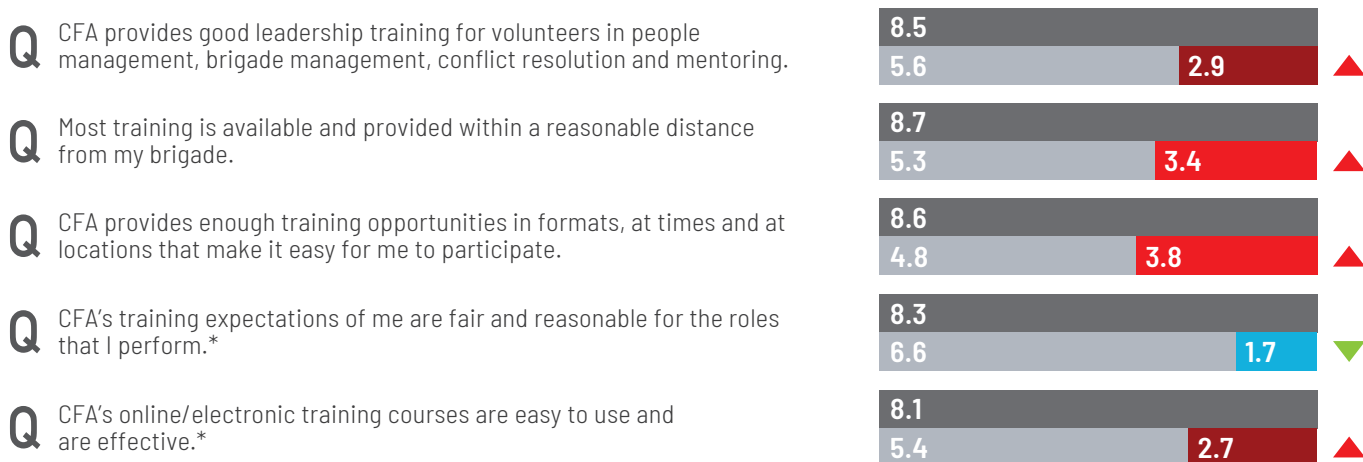 Q
CFA provides good leadership training for volunteers in people
management, brigade management, conflict resolution and mentoring.
8.5
5.6 2.9
Q
Most training is available and provided within a reasonable distance
from my brigade.
8.7
5.3 3.4
Q
CFA provides enough training opportunities in formats, at times and at
locations that make it easy for me to participate.
8.6
4.8 3.8
Q
CFA's training expectations of me are fair and reasonable for the roles
that I perform.*
8.3
6.6 1.7
Q
CFA's online/electronic training courses are easy to use and
are effective.*
8.1
5.4 2.7